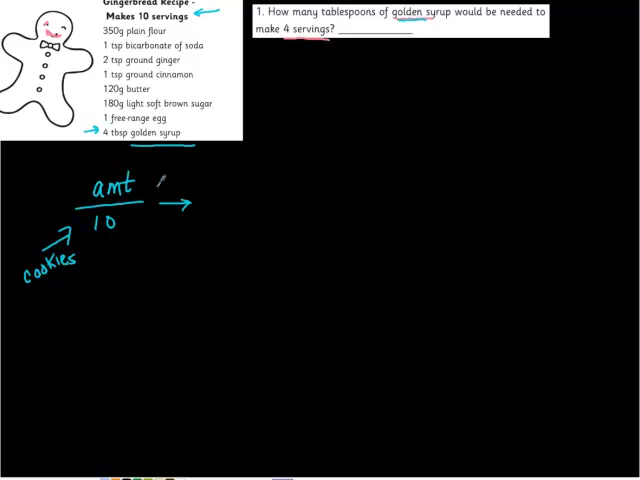 Gingerbread Recipe -
Makes 10 servings
350g plain flour
1 tsp bicarbonate of soda
2 tsp ground ginger
1 tsp ground cinnamon
120g butter
180g light soft brown sugar
1 free-range egg
4 tbsp golden syrup
1. How many tablespoons of golden syrup would be needed to
make 4 servings? ______________
amt
10
cookies